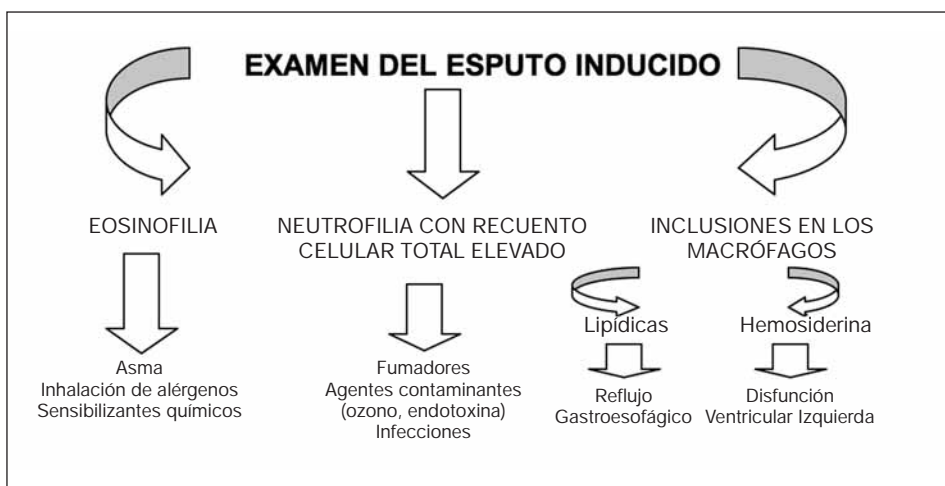 EXAMEN DEL ESPUTO INDUCIDO
EOSINOFILIA
NEUTROFILIA CON RECUENTO
CELULAR TOTAL ELEVADO
INCLUSIONES EN LOS
MACRÓFAGOS
Lipídicas
Hemosiderina
Asma
Inhalación de alérgenos
Sensibilizantes químicos
Fumadores
Agentes contaminantes
(ozono, endotoxina)
Infecciones
Reflujo
Gastroesofágico
Disfunción
Ventricular Izquierda